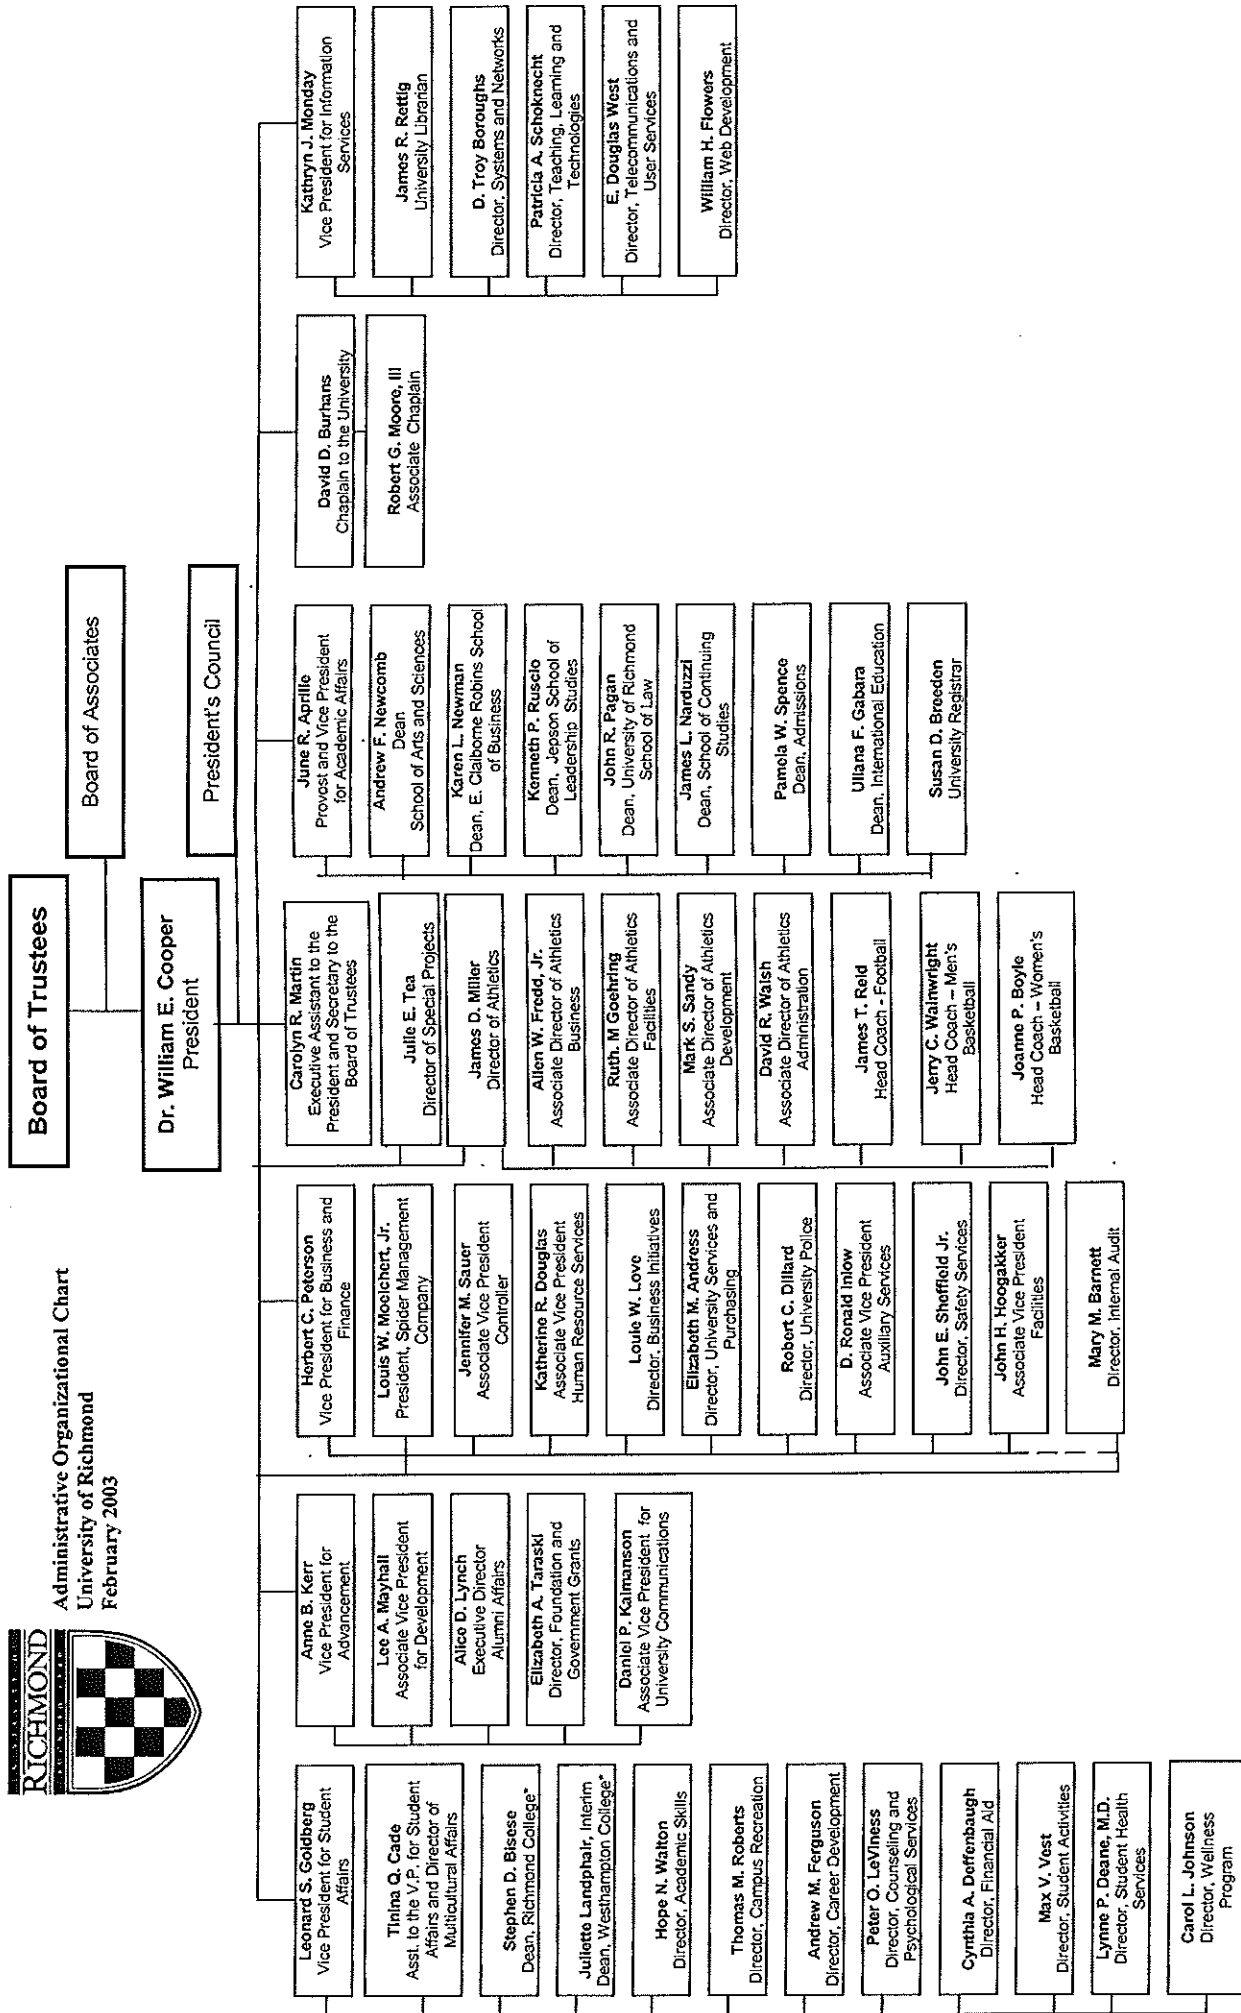 RICHMOND
Administrative Organizational Chart
University of Richmond
February 2003
Board of Trustees
Board of Associates
Dr. William E. Cooper
President
President's Council
Leonard S. Goldberg
Vice President for Student
Affairs
Tinina Q. Cade
Asst. to the V.P. for Student
Affairs and Director of
Multicultural Affairs
Stephen D. Bisese
Dean, Richmond College*
Juliette Landphair, Interim
Dean, Westhampton College*
Hope N. Walton
Director, Academic Skills
Thomas M. Roberts
Director, Campus Recreation
Andrew M. Ferguson
Director, Career Development
Peter O. LeViness
Director, Counseling and
Psychological Services
Cynthia A. Deffenbaugh
Director, Financial Aid
Max V. Vest
Director, Student Activities
Lynne P. Deane, M.D.
Director, Student Health
Services
Carol L. Johnson
Director, Wellness
Program
Anne B. Kerr
Vice President for
Advancement
Lee A. Mayhall
Associate Vice President
for Development
Alice D. Lynch
Executive Director
Alumni Affairs
Elizabeth A. Taraski
Director, Foundation and
Government Grants
Daniel P. Kalmanson
Associate Vice President for
University Communications
Herbert C. Peterson
Vice President for Business and
Finance
Louis W. Moelchert, Jr.
President, Spider Management
Company
Jennifer M. Sauer
Associate Vice President
Controller
Katherine R. Douglas
Associate Vice President
Human Resource Services
Louie W. Love
Director, Business Initiatives
Elizabeth M. Andress
Director, University Services and
Purchasing
Robert C. Dillard
Director, University Police
D. Ronald Inlow
Associate Vice President
Auxiliary Services
John E. Sheffield Jr.
Director, Safety Services
John H. Hoogakker
Associate Vice President
Facilities
Mary M. Barnett
Director, Internal Audit
Carolyn R. Martin
Executive Assistant to the
President and Secretary to the
Board of Trustees
Julie E. Tea
Director of Special Projects
James D. Miller
Director of Athletics
Allen W. Fredd, Jr.
Associate Director of Athletics
Business
Ruth. M Goehring
Associate Director of Athletics
Facilities
Mark S. Sandy
Associate Director of Athletics
Development
David R. Walsh
Associate Director of Athletics
Administration
James T. Reid
Head Coach - Football
Jerry C. Wainwright
Head Coach – Men's
Basketball
Joanne P. Boyle
Head Coach – Women's
Basketball
June R. Aprille
Provost and Vice President
for Academic Affairs
Andrew F. Newcomb
Dean
School of Arts and Sciences
Karen L. Newman
Dean, E. Claiborne Robins School
of Business
Kenneth P. Ruscio
Dean, Jepson School of
Leadership Studies
John R. Pagan
Dean, University of Richmond
School of Law
James L. Narduzzi
Dean, School of Continuing
Studies
Pamela W. Spence
Dean, Admissions
Uliana F. Gabara
Dean, International Education
Susan D. Breeden
University Registrar
David D. Burhans
Chaplain to the University
Robert G. Moore, III
Associate Chaplain
Kathryn J. Monday
Vice President for Information
Services
James R. Rettig
University Librarian
D. Troy Boroughs
Director, Systems and Networks
Patricia A. Schoknecht
Director, Teaching, Learning and
Technologies
E. Douglas West
Director, Telecommunications and
User Services
William H. Flowers
Director, Web Development